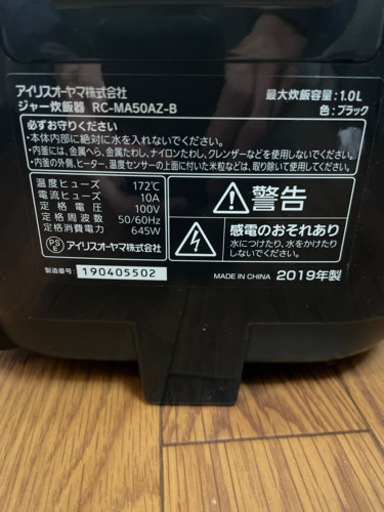 アイリスオーヤマ株式会社
ジャー炊飯器 RC-MA50AZ-B
最大炊飯容量:1.0L
色:ブラック
必ずお守りください
・本体内部に絶対に水を入れないでください。
・内釜には、金属へら、金属たわし、ナイロンたわし、クレンザーなどを使用しないでください。
・内釜の外側、ヒーター、温度センサーの上面に付いた米粒などは、取り除いてください。
温度ヒューズ 172℃
電流ヒューズ 10A
定格電圧 100V
定格周波数 50/60Hz
定格消費電力 645W
PSE アイリスオーヤマ株式会社
製造番号: 190405502
警告
感電のおそれあり
水につけたり、水をかけたり
しないでください。
MADE IN CHINA 2019年製